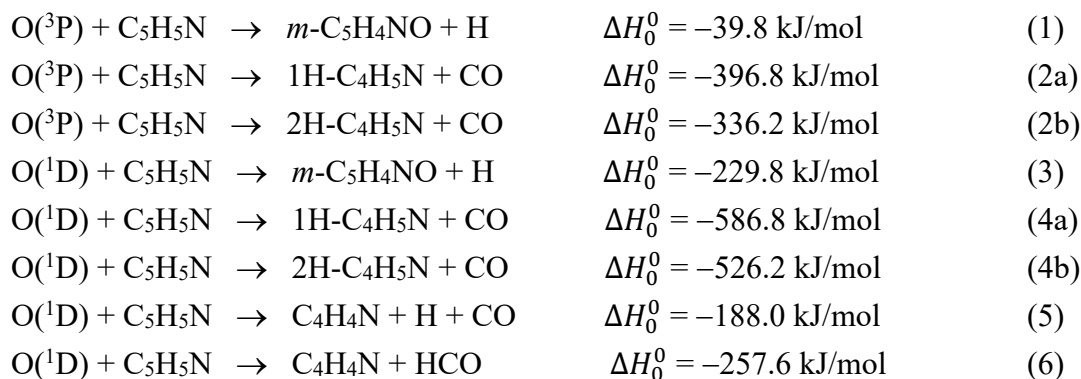 O(³P) + C₅H₅N → m-C₅H₄NO + H ΔH₀⁰ = –39.8 kJ/mol (1)
O(³P) + C₅H₅N → 1H-C₄H₅N + CO ΔH₀⁰ = –396.8 kJ/mol (2a)
O(³P) + C₅H₅N → 2H-C₄H₅N + CO ΔH₀⁰ = –336.2 kJ/mol (2b)
O(¹D) + C₅H₅N → m-C₅H₄NO + H ΔH₀⁰ = –229.8 kJ/mol (3)
O(¹D) + C₅H₅N → 1H-C₄H₅N + CO ΔH₀⁰ = –586.8 kJ/mol (4a)
O(¹D) + C₅H₅N → 2H-C₄H₅N + CO ΔH₀⁰ = –526.2 kJ/mol (4b)
O(¹D) + C₅H₅N → C₄H₄N + H + CO ΔH₀⁰ = –188.0 kJ/mol (5)
O(¹D) + C₅H₅N → C₄H₄N + HCO ΔH₀⁰ = –257.6 kJ/mol (6)